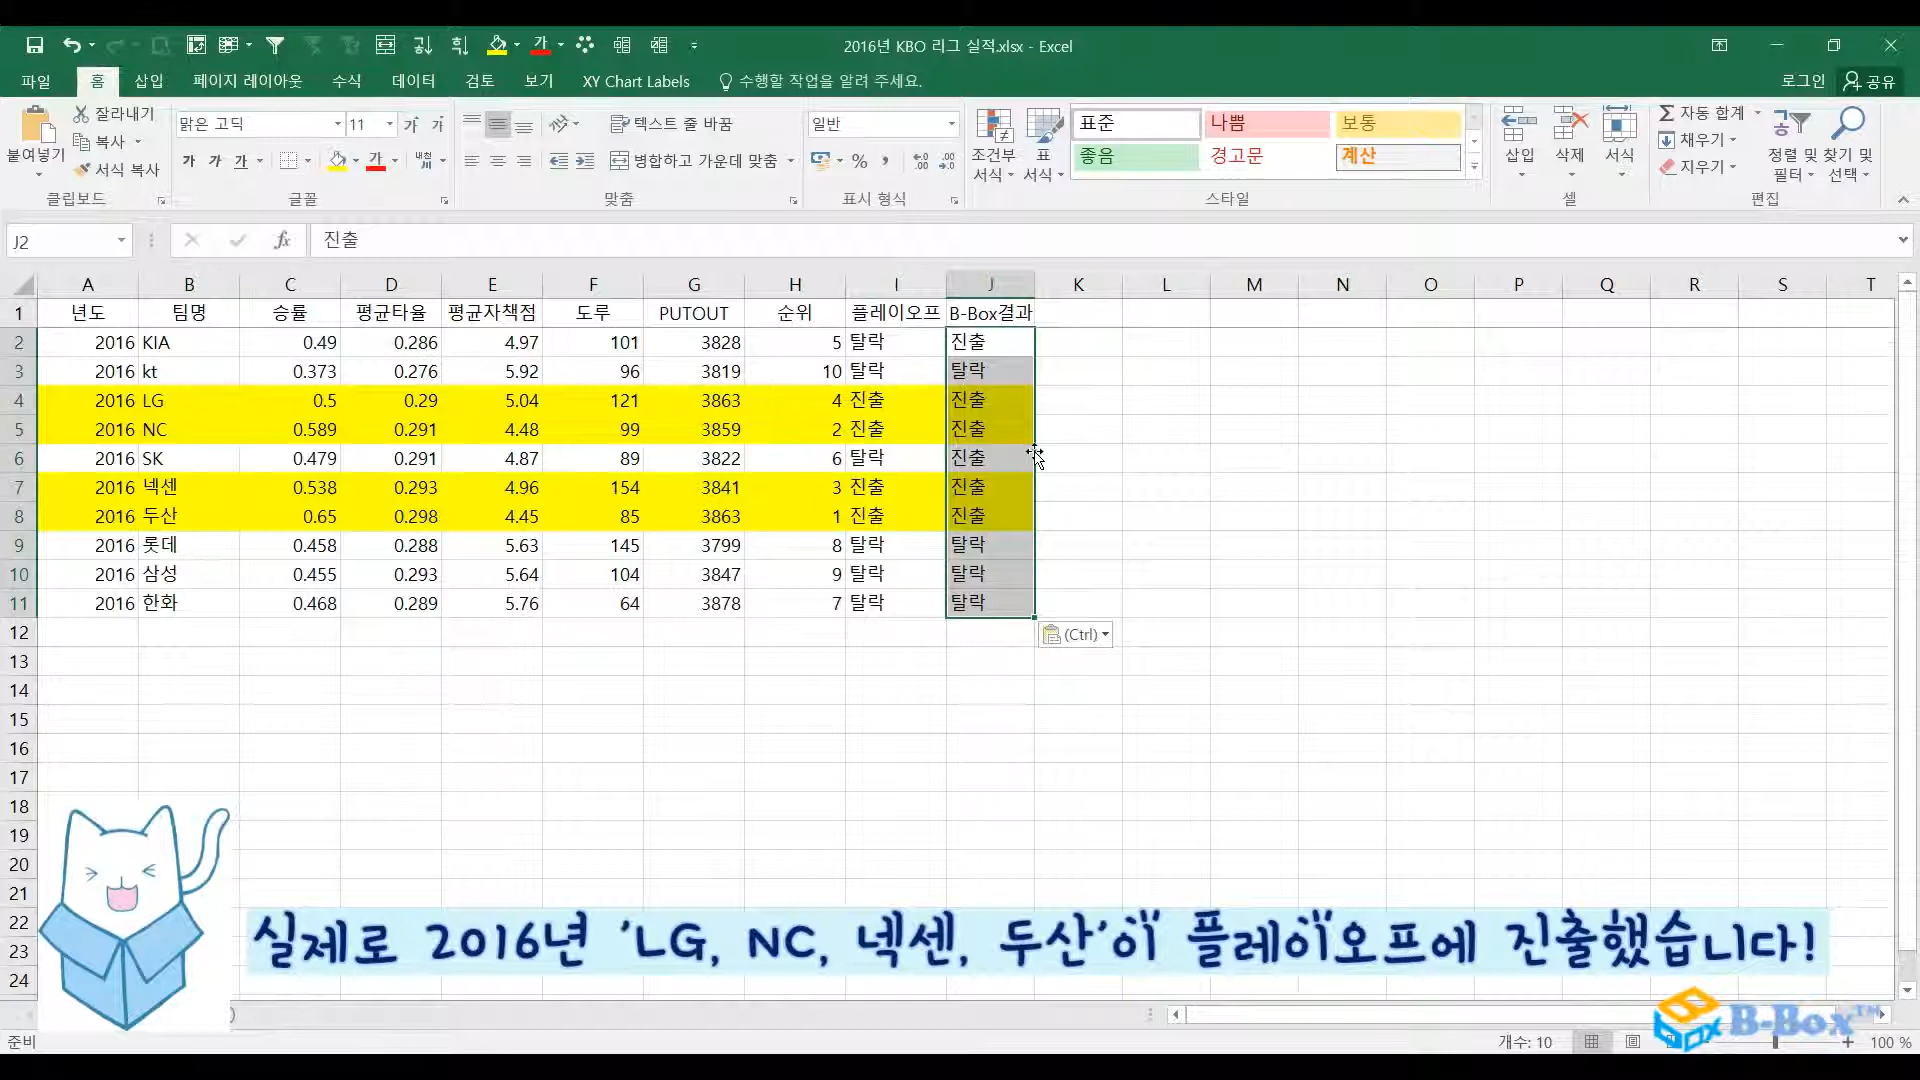 2016년 KBO 리그 실적.xlsx - Excel
파일 홈 삽입 페이지 레이아웃 수식 데이터 검토 보기 XY Chart Labels 수행할 작업을 알려 주세요. 로그인 공유
붙여넣기 잘라내기 복사 서식 복사
클립보드
맑은 고딕 11
가 가 가 가 내천
글꼴
텍스트 줄 바꿈
병합하고 가운데 맞춤
맞춤
일반
%
표시 형식
조건부 서식 표 서식
표준 나쁨 보통
좋음 경고문 계산
스타일
삽입 삭제 서식
셀
자동 합계
채우기
지우기
정렬 및 필터 찾기 및 선택
편집
J2 fx 진출
A B C D E F G H I J K L M N O P Q R S T
1 년도 팀명 승률 평균타율 평균자책점 도루 PUTOUT 순위 플레이오프 B-Box결과
2 2016 KIA 0.49 0.286 4.97 101 3828 5 탈락 진출
3 2016 kt 0.373 0.276 5.92 96 3819 10 탈락 탈락
4 2016 LG 0.5 0.29 5.04 121 3863 4 진출 진출
5 2016 NC 0.589 0.291 4.48 99 3859 2 진출 진출
6 2016 SK 0.479 0.291 4.87 89 3822 6 탈락 진출
7 2016 넥센 0.538 0.293 4.96 154 3841 3 진출 진출
8 2016 두산 0.65 0.298 4.45 85 3863 1 진출 진출
9 2016 롯데 0.458 0.288 5.63 145 3799 8 탈락 탈락
10 2016 삼성 0.455 0.293 5.64 104 3847 9 탈락 탈락
11 2016 한화 0.468 0.289 5.76 64 3878 7 탈락 탈락
12 (Ctrl)
13
14
15
16
17
18
19
20
21
22
23
24
실제로 2016년 'LG, NC, 넥센, 두산'이 플레이오프에 진출했습니다!
B-Box™
준비 개수: 10 100 %